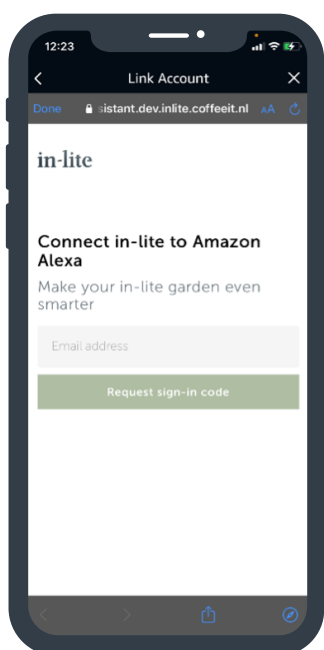 12:23
Link Account
Done sistant.dev.inlite.coffeeit.nl AA
in-lite
Connect in-lite to Amazon
Alexa
Make your in-lite garden even
smarter
Email address
Request sign-in code